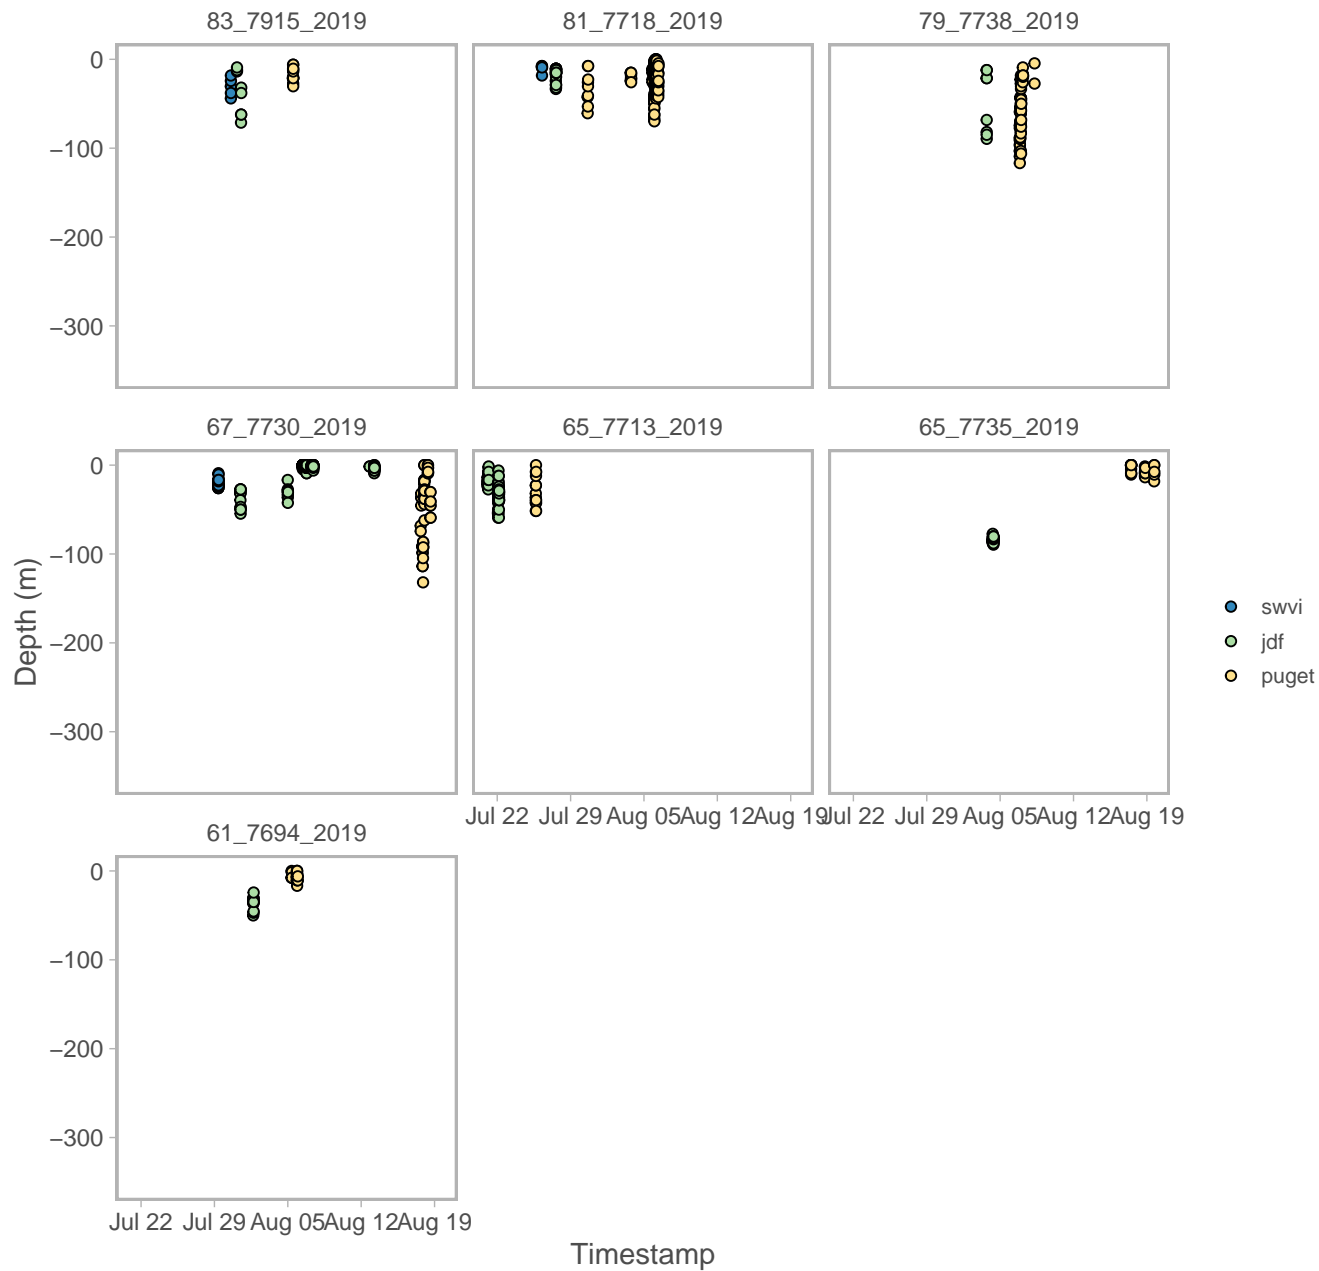 83_7915_2019
81_7718_2019
79_7738_2019
0
−100
−200
−300
67_7730_2019
65_7713_2019
65_7735_2019
0
−100
−200
−300
Depth (m)
swvi
jdf
puget
Jul 22 Jul 29 Aug 05 Aug 12 Aug 19
Jul 22 Jul 29 Aug 05 Aug 12 Aug 19
61_7694_2019
0
−100
−200
−300
Jul 22 Jul 29 Aug 05 Aug 12 Aug 19
Timestamp